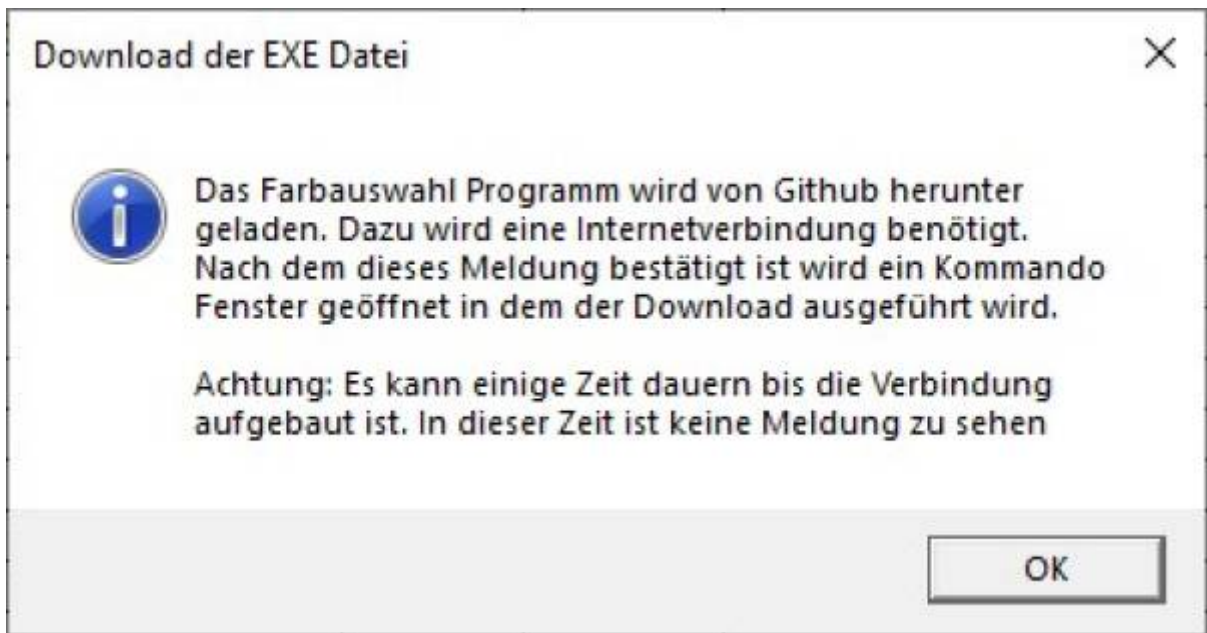 Download der EXE Datei
Das Farbauswahl Programm wird von Github herunter
geladen. Dazu wird eine Internetverbindung benötigt.
Nach dem dieses Meldung bestätigt ist wird ein Kommando
Fenster geöffnet in dem der Download ausgeführt wird.
Achtung: Es kann einige Zeit dauern bis die Verbindung
aufgebaut ist. In dieser Zeit ist keine Meldung zu sehen
OK